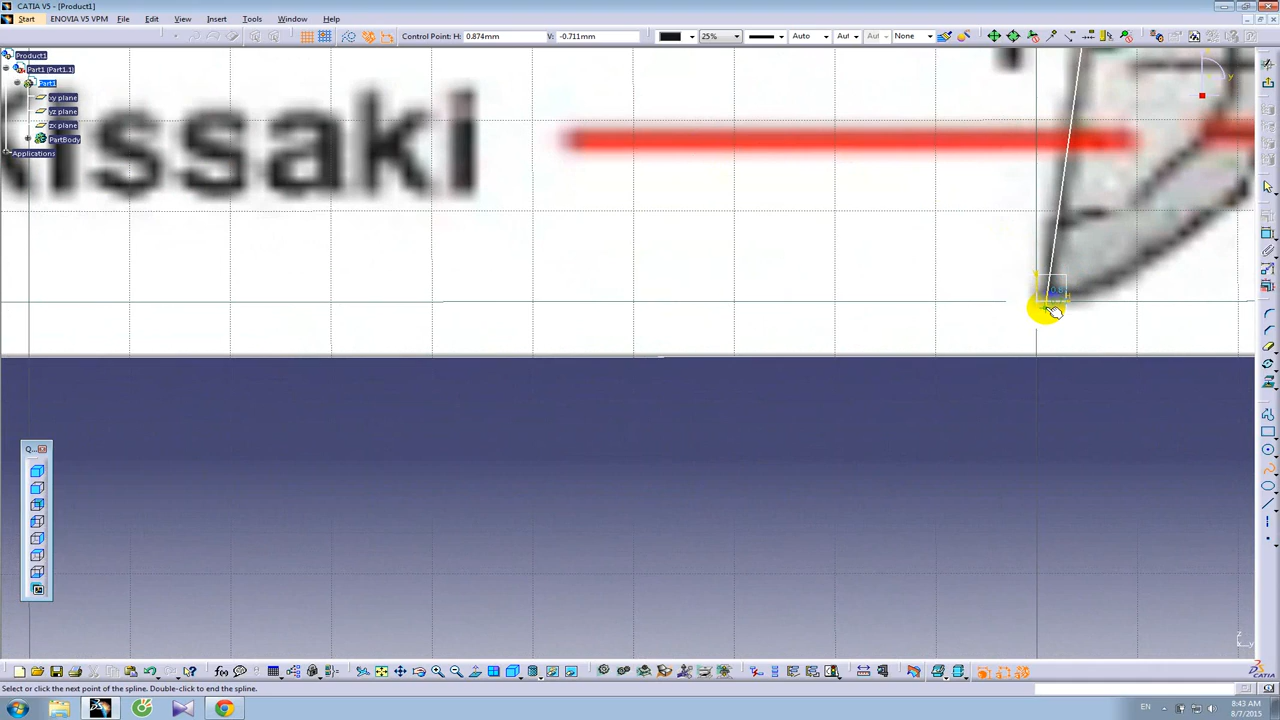 CATIA V5 - [Product1]
Start ENOVIA V5 VPM File Edit View Insert Tools Window Help
Control Point: H: 0.874mm V: -0.711mm 25% Auto Aut Aut None
Product1
Part1 (Part1.1)
Part1
xy plane
yz plane
zx plane
PartBody
Applications
kissaki
Q...
Select or click the next point of the spline. Double-click to end the spline.
EN 8:43 AM
8/7/2015